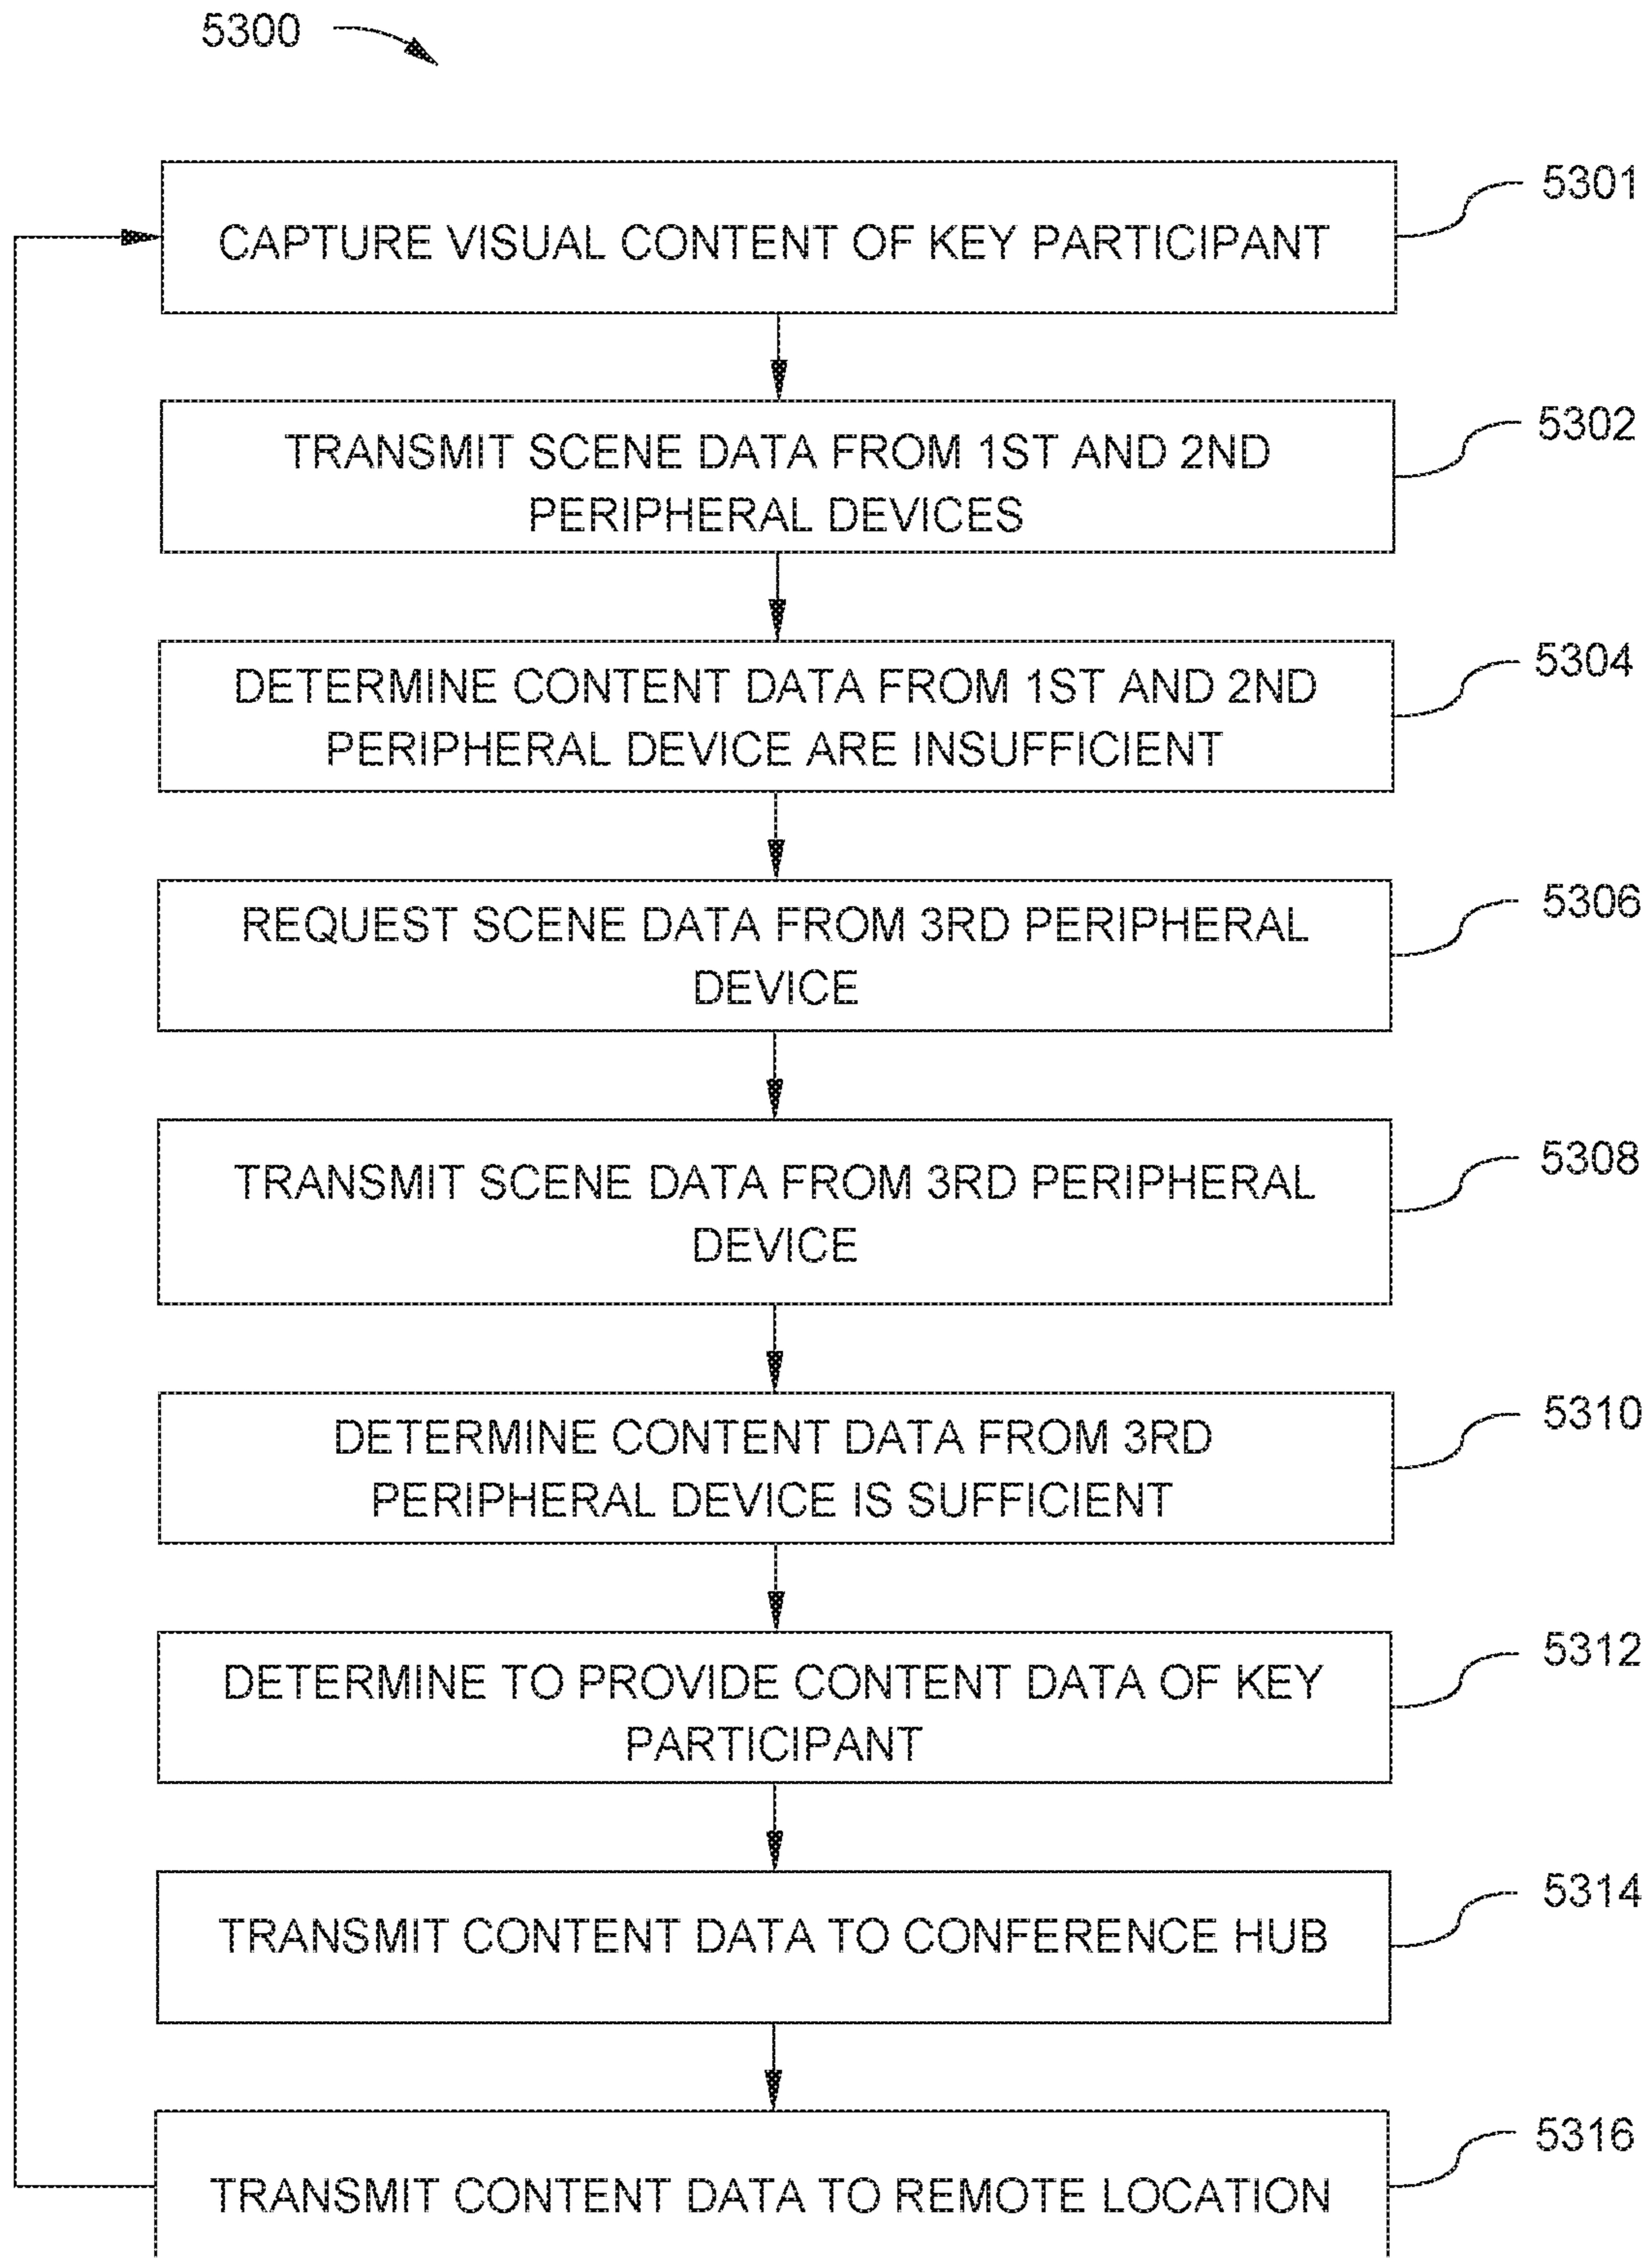 5300
CAPTURE VISUAL CONTENT OF KEY PARTICIPANT
5301
TRANSMIT SCENE DATA FROM 1ST AND 2ND
PERIPHERAL DEVICES
5302
DETERMINE CONTENT DATA FROM 1ST AND 2ND
PERIPHERAL DEVICE ARE INSUFFICIENT
5304
REQUEST SCENE DATA FROM 3RD PERIPHERAL
DEVICE
5306
TRANSMIT SCENE DATA FROM 3RD PERIPHERAL
DEVICE
5308
DETERMINE CONTENT DATA FROM 3RD
PERIPHERAL DEVICE IS SUFFICIENT
5310
DETERMINE TO PROVIDE CONTENT DATA OF KEY
PARTICIPANT
5312
TRANSMIT CONTENT DATA TO CONFERENCE HUB
5314
TRANSMIT CONTENT DATA TO REMOTE LOCATION
5316